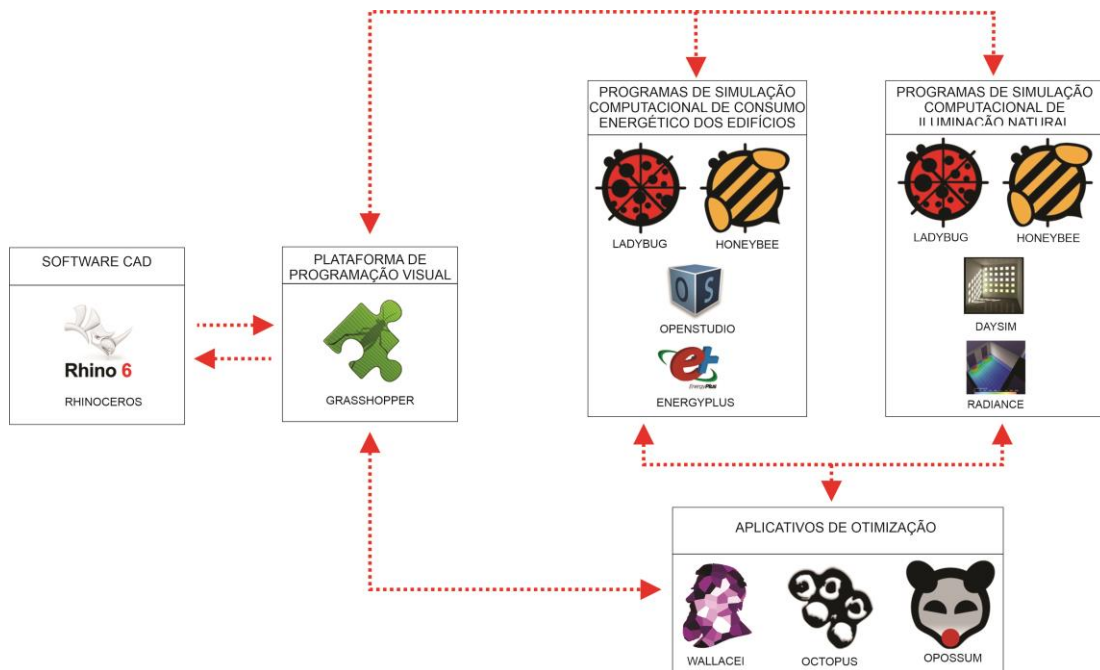 PROGRAMAS DE SIMULAÇÃO
COMPUTACIONAL DE CONSUMO
ENERGÉTICO DOS EDIFÍCIOS
LADYBUG
HONEYBEE
OS
OPENSTUDIO
e+
EnergyPlus
ENERGYPLUS
PROGRAMAS DE SIMULAÇÃO
COMPUTACIONAL DE
ILUMINAÇÃO NATURAL
LADYBUG
HONEYBEE
DAYSIM
RADIANCE
SOFTWARE CAD
Rhino 6
RHINOCEROS
PLATAFORMA DE
PROGRAMAÇÃO VISUAL
GRASSHOPPER
APLICATIVOS DE OTIMIZAÇÃO
WALLACEI
OCTOPUS
OPOSSUM